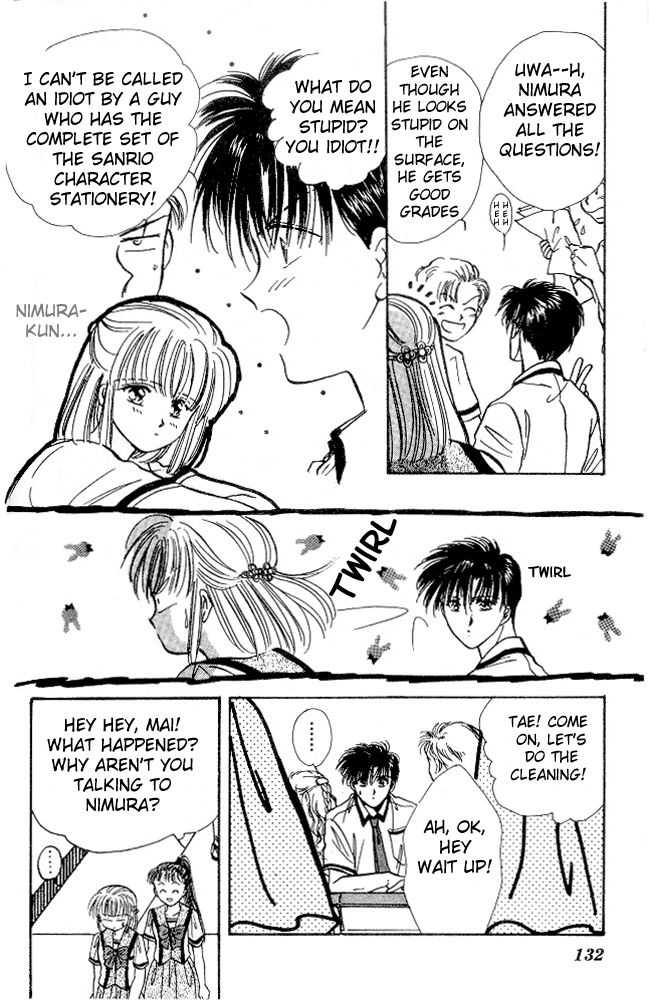 UWA--H,
NIMURA
ANSWERED
ALL THE
QUESTIONS!
HEH
HEH
EVEN
THOUGH
HE LOOKS
STUPID ON
THE
SURFACE,
HE GETS
GOOD
GRADES
WHAT DO
YOU MEAN
STUPID?
YOU IDIOT!!
I CAN'T BE CALLED
AN IDIOT BY A GUY
WHO HAS THE
COMPLETE SET OF
THE SANRIO
CHARACTER
STATIONERY!
NIMURA-
KUN...
TWIRL
TWIRL
TAE! COME
ON, LET'S
DO THE
CLEANING!
AH, OK,
HEY
WAIT UP!
......
HEY HEY, MAI!
WHAT HAPPENED?
WHY AREN'T YOU
TALKING TO
NIMURA?
...
132